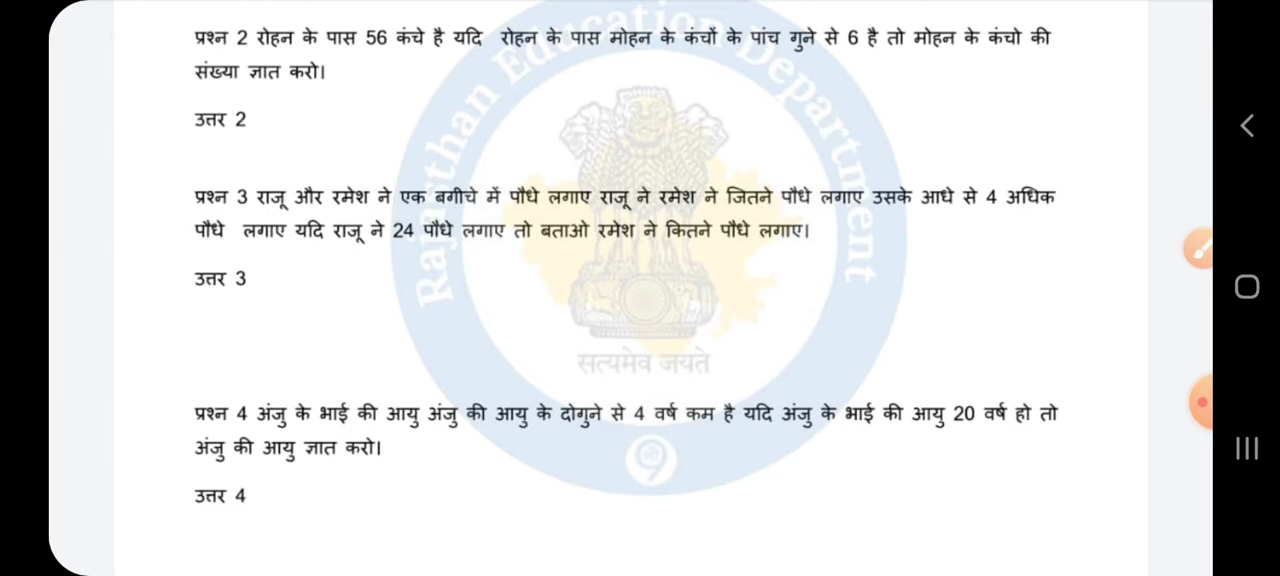 प्रश्न 2 रोहन के पास 56 कंचे है यदि रोहन के पास मोहन के कंचों के पांच गुने से 6 है तो मोहन के कंचो की
संख्या ज्ञात करो।
उत्तर 2
प्रश्न 3 राजू और रमेश ने एक बगीचे में पौधे लगाए राजू ने रमेश ने जितने पौधे लगाए उसके आधे से 4 अधिक
पौधे लगाए यदि राजू ने 24 पौधे लगाए तो बताओ रमेश ने कितने पौधे लगाए।
उत्तर 3
प्रश्न 4 अंजु के भाई की आयु अंजु की आयु के दोगुने से 4 वर्ष कम है यदि अंजु के भाई की आयु 20 वर्ष हो तो
अंजु की आयु ज्ञात करो।
उत्तर 4
Rajasthan Education Department
सत्यमेव जयते